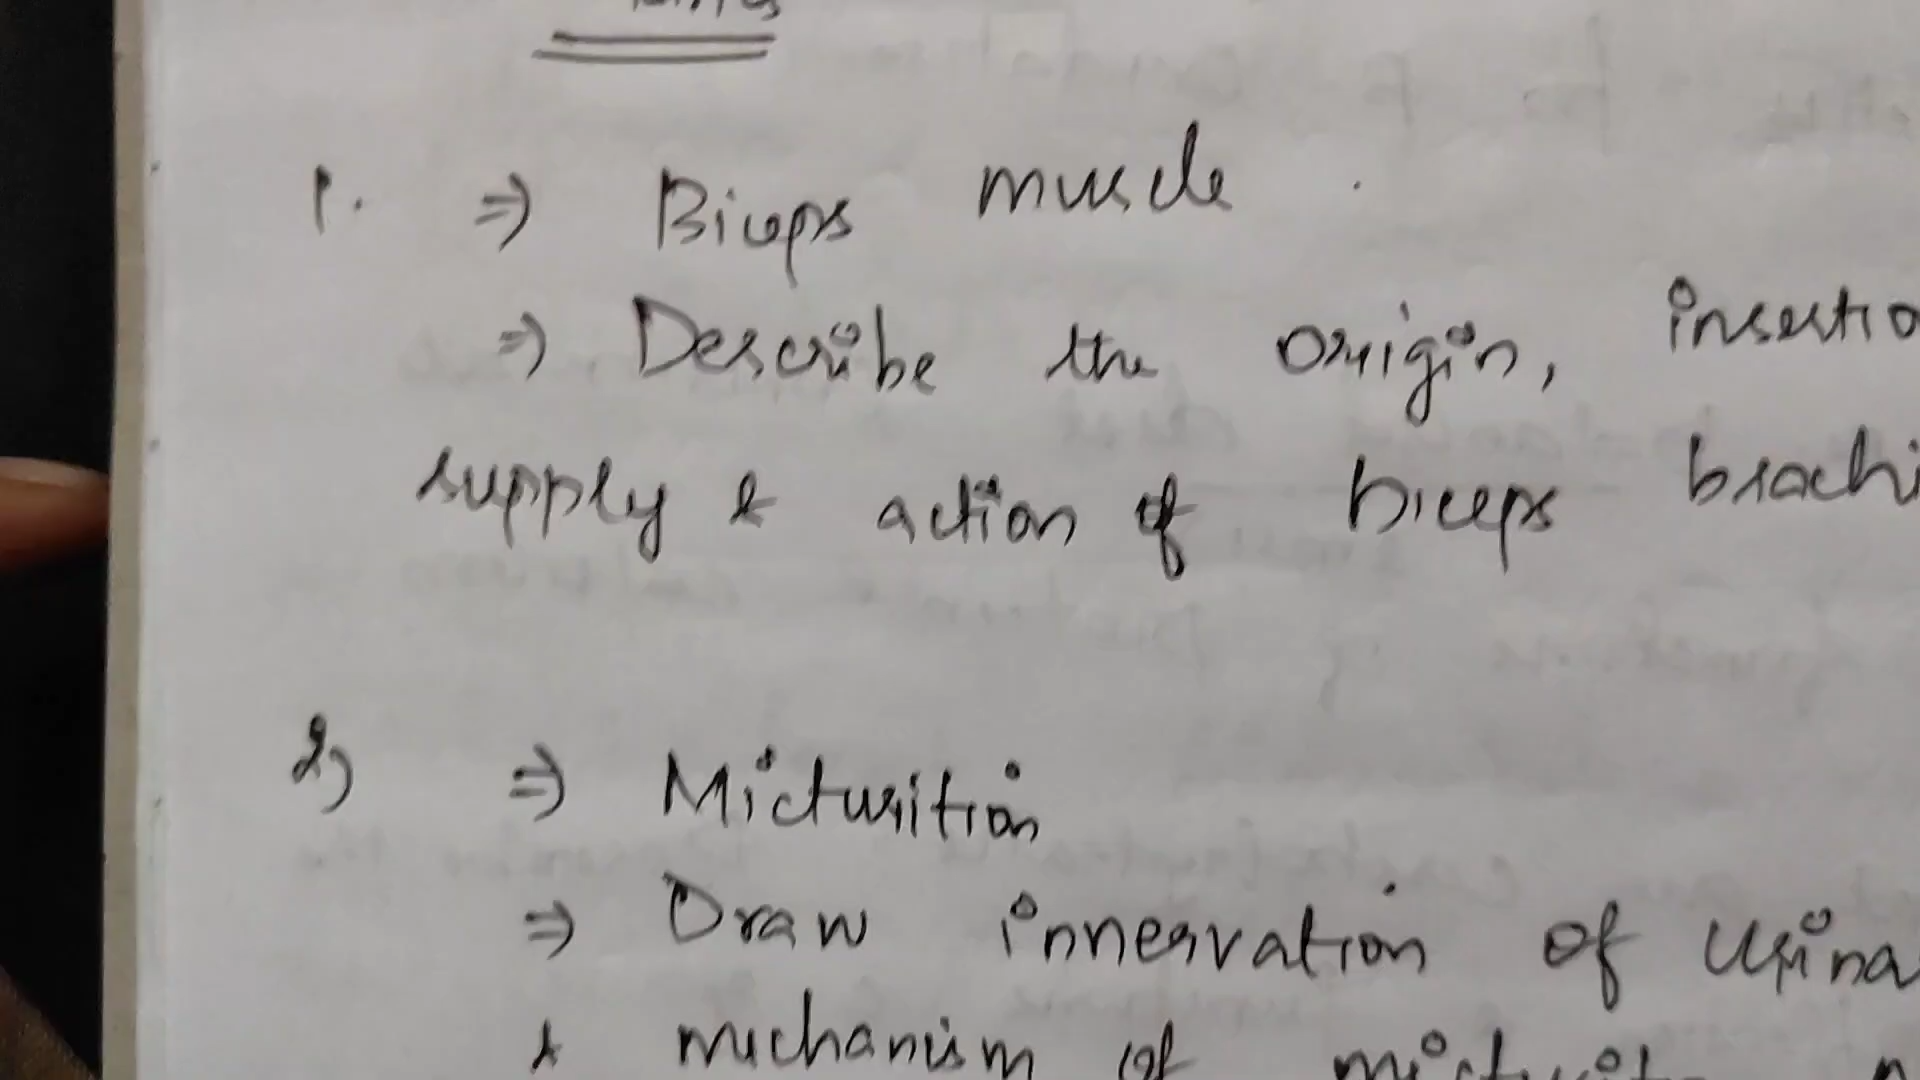 1. ⇒ Biceps muscle.
⇒ Describe the origin, insertio
supply & action of biceps brachi
2) ⇒ Micturition
⇒ Draw innervation of Urina
& mechanism of